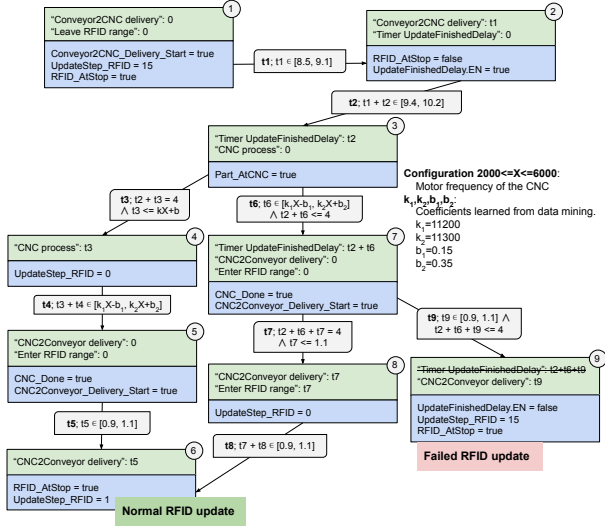 1
"Conveyor2CNC delivery": 0
"Leave RFID range": 0
Conveyor2CNC_Delivery_Start = true
UpdateStep_RFID = 15
RFID_AtStop = true
t1; t1 ∈ [8.5, 9.1]
2
"Conveyor2CNC delivery": t1
"Timer UpdateFinishedDelay": 0
RFID_AtStop = false
UpdateFinishedDelay.EN = true
t2; t1 + t2 ∈ [9.4, 10.2]
3
"Timer UpdateFinishedDelay": t2
"CNC process": 0
Part_AtCNC = true
Configuration 2000<=X<=6000:
Motor frequency of the CNC
k₁,k₂,b₁,b₂:
Coefficients learned from data mining.
k₁=11200
k₂=11300
b₁=0.15
b₂=0.35
t3; t2 + t3 = 4
∧ t3 <= kX+b
t6; t6 ∈ [k₁X-b₁, k₂X+b₂]
∧ t2 + t6 <= 4
4
"CNC process": t3
UpdateStep_RFID = 0
7
"Timer UpdateFinishedDelay": t2 + t6
"CNC2Conveyor delivery": 0
"Enter RFID range": 0
CNC_Done = true
CNC2Conveyor_Delivery_Start = true
t4; t3 + t4 ∈ [k₁X-b₁, k₂X+b₂]
t9; t9 ∈ [0.9, 1.1] ∧
t2 + t6 + t9 <= 4
5
"CNC2Conveyor delivery": 0
"Enter RFID range": 0
CNC_Done = true
CNC2Conveyor_Delivery_Start = true
t7; t2 + t6 + t7 = 4
∧ t7 <= 1.1
8
"CNC2Conveyor delivery": t7
"Enter RFID range": t7
UpdateStep_RFID = 0
9
"Timer UpdateFinishedDelay": t2+t6+t9
"CNC2Conveyor delivery": t9
UpdateFinishedDelay.EN = false
UpdateStep_RFID = 15
RFID_AtStop = true
Failed RFID update
t5; t5 ∈ [0.9, 1.1]
t8; t7 + t8 ∈ [0.9, 1.1]
6
"CNC2Conveyor delivery": t5
RFID_AtStop = true
UpdateStep_RFID = 1
Normal RFID update